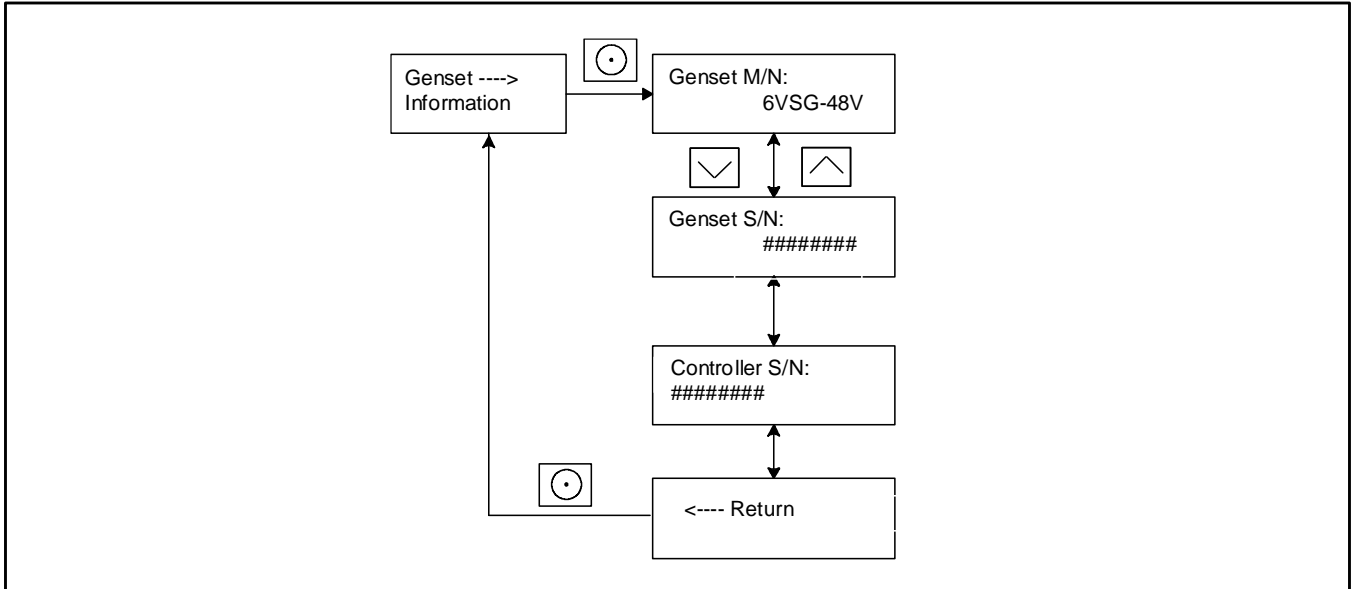 Genset ---->
Information
Genset M/N:
6VSG-48V
Genset S/N:
########
Controller S/N:
########
<---- Return